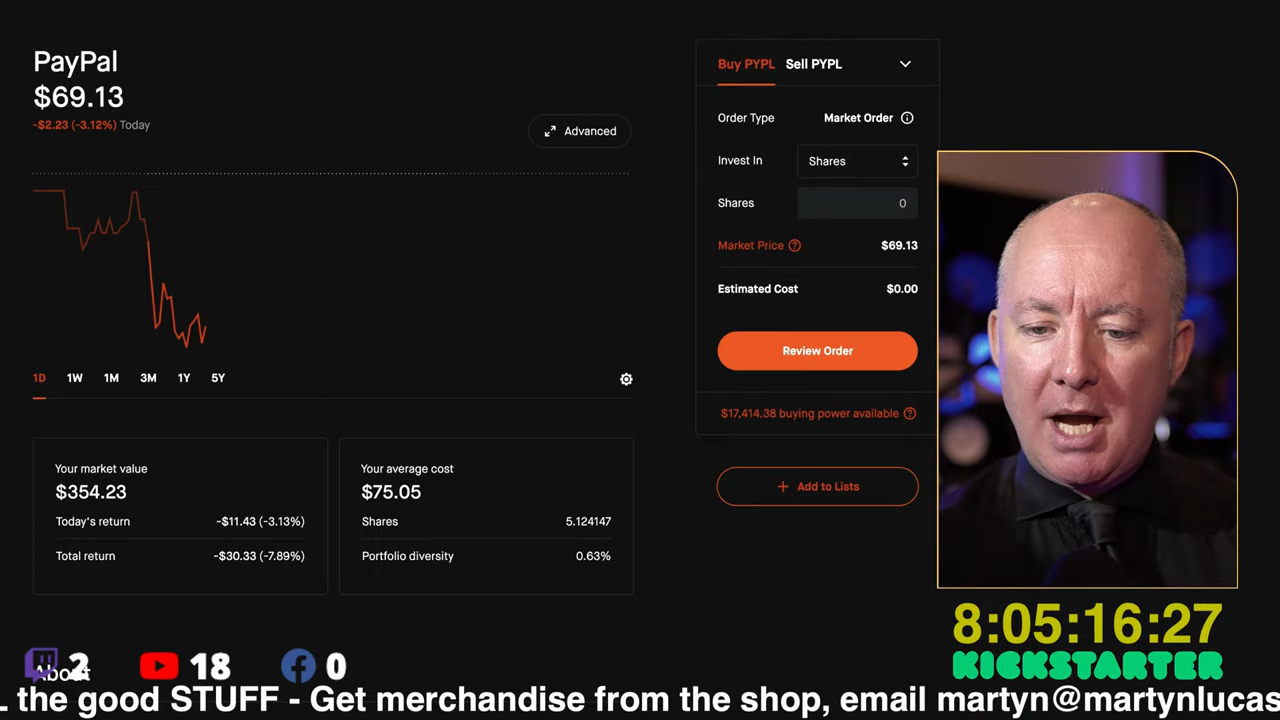 PayPal
$69.13
-$2.23 (-3.12%) Today
Advanced
1D 1W 1M 3M 1Y 5Y
Your market value
$354.23
Today's return -$11.43 (-3.13%)
Total return -$30.33 (-7.89%)
Your average cost
$75.05
Shares 5.124147
Portfolio diversity 0.63%
Buy PYPL Sell PYPL
Order Type Market Order
Invest In Shares
Shares 0
Market Price $69.13
Estimated Cost $0.00
Review Order
$17,414.38 buying power available
+ Add to Lists
8:05:16:27
KICKSTARTER
About
2 18 0
the good STUFF - Get merchandise from the shop, email martyn@martynlucas